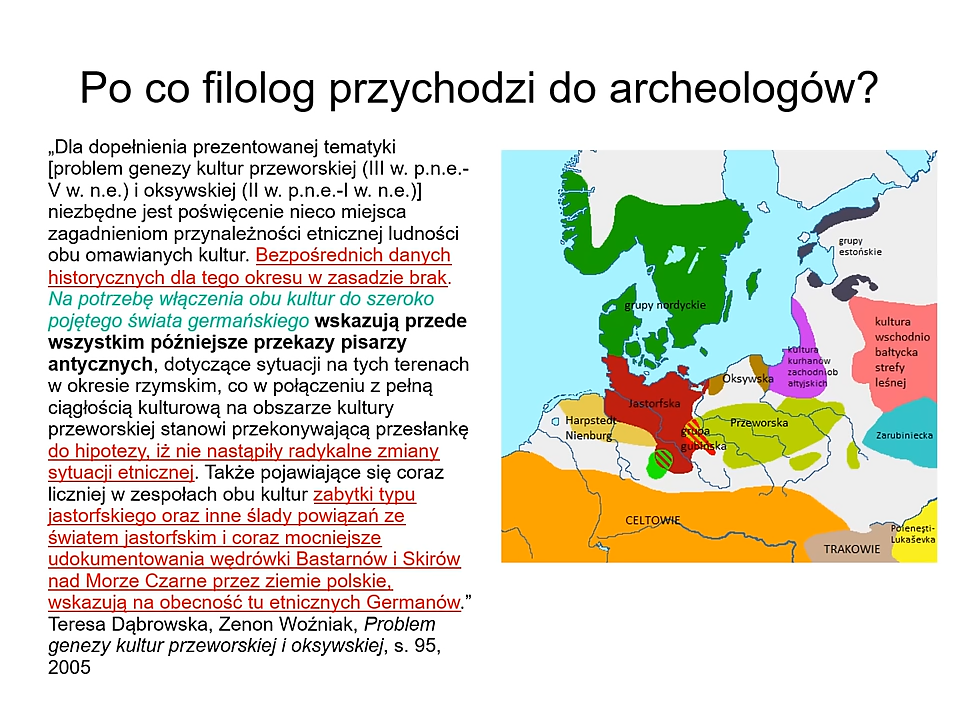 Po co filolog przychodzi do archeologów?
„Dla dopełnienia prezentowanej tematyki
[problem genezy kultur przeworskiej (III w. p.n.e.-
V w. n.e.) i oksywskiej (II w. p.n.e.-I w. n.e.)]
niezbędne jest poświęcenie nieco miejsca
zagadnieniom przynależności etnicznej ludności
obu omawianych kultur. Bezpośrednich danych
historycznych dla tego okresu w zasadzie brak.
Na potrzebę włączenia obu kultur do szeroko
pojętego świata germańskiego wskazują przede
wszystkim późniejsze przekazy pisarzy
antycznych, dotyczące sytuacji na tych terenach
w okresie rzymskim, co w połączeniu z pełną
ciągłością kulturową na obszarze kultury
przeworskiej stanowi przekonywającą przesłankę
do hipotezy, iż nie nastąpiły radykalne zmiany
sytuacji etnicznej. Także pojawiające się coraz
liczniej w zespołach obu kultur zabytki typu
jastorfskiego oraz inne ślady powiązań ze
światem jastorfskim i coraz mocniejsze
udokumentowania wędrówki Bastarnów i Skirów
nad Morze Czarne przez ziemie polskie,
wskazują na obecność tu etnicznych Germanów.”
Teresa Dąbrowska, Zenon Woźniak, Problem
genezy kultur przeworskiej i oksywskiej, s. 95,
2005
grupy
estońskie
grupy nordyckie
kultura
wschodnio
bałtycka
strefy
leśnej
kultura
kurhanów
zachodniob
ałtyjskich
Oksywska
Jastorfska
Harpstedt
Nienburg
grupa
gubińska
Przeworska
Zarubiniecka
CELTOWIE
TRAKOWIE
Polenești-
Lukaševka